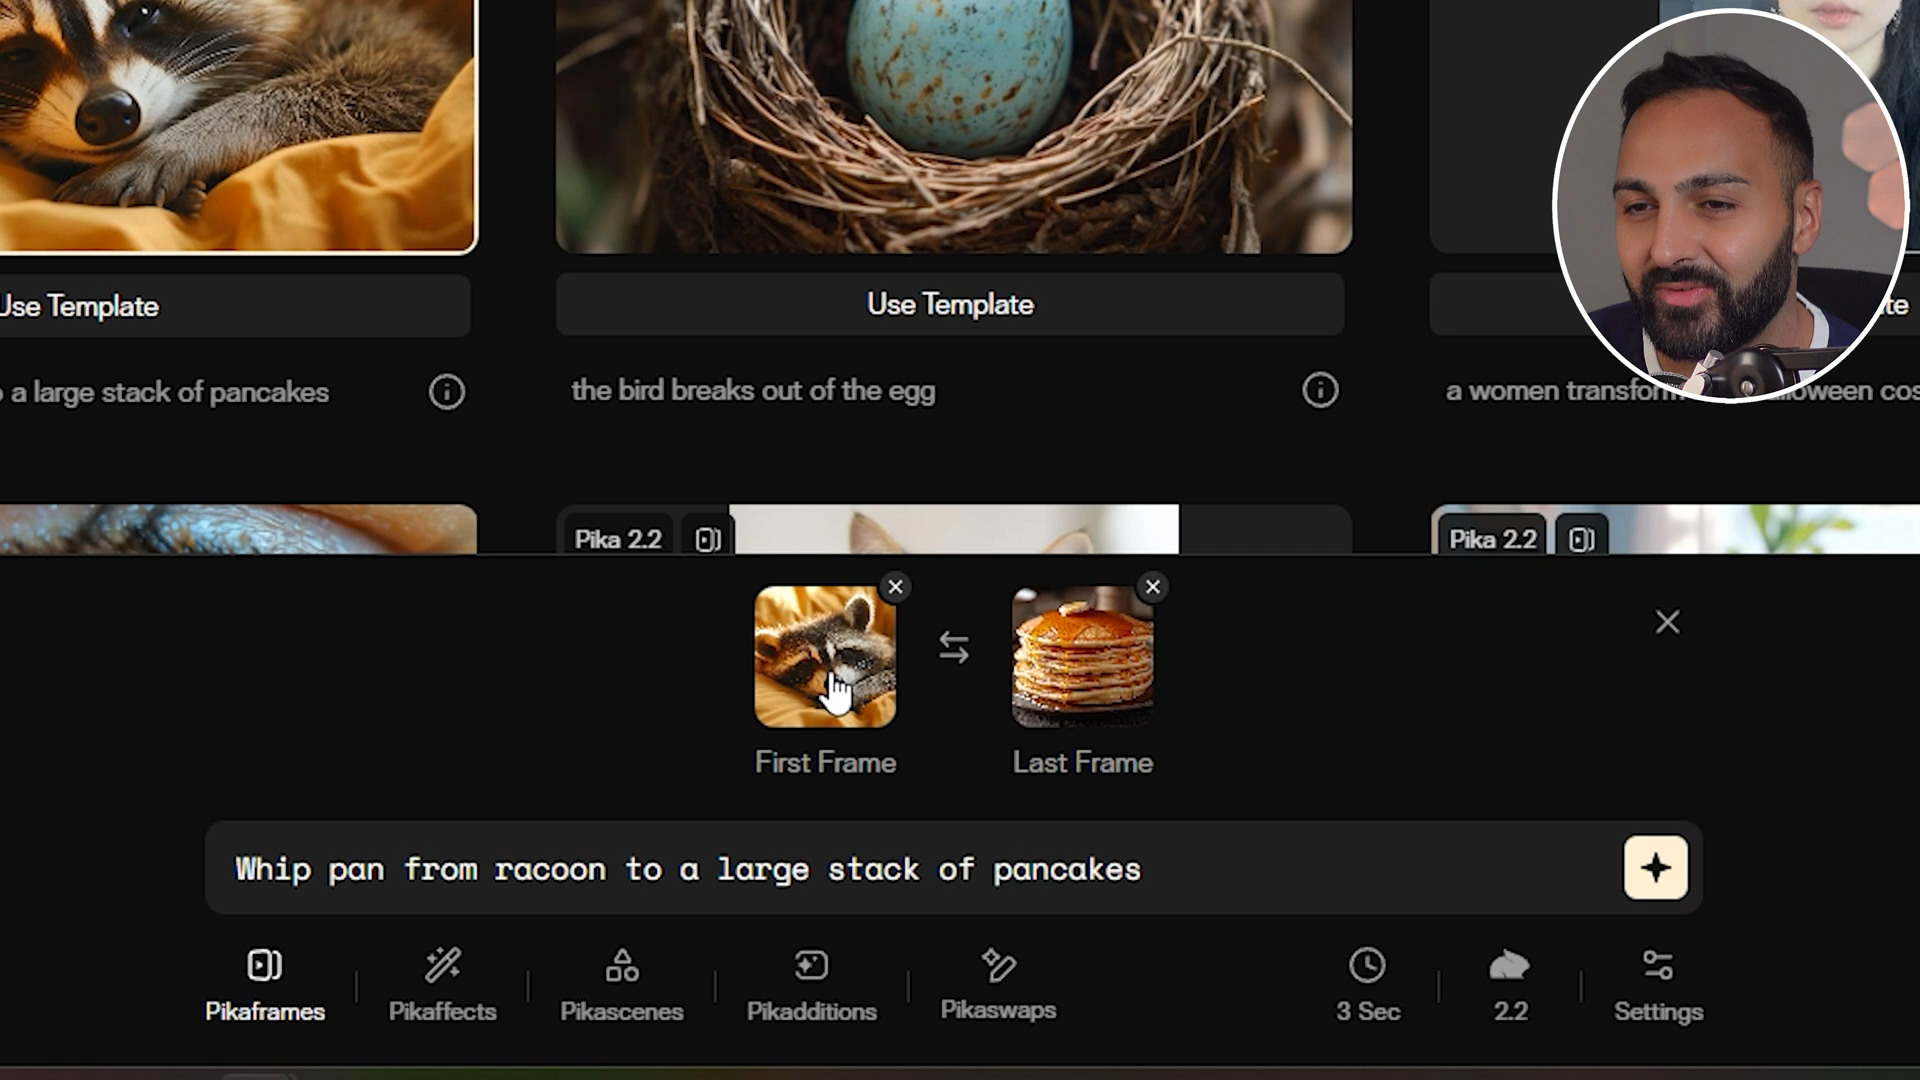 Use Template
Use Template
a large stack of pancakes
the bird breaks out of the egg
a women
Pika 2.2
Pika 2.2
First Frame
Last Frame
Whip pan from racoon to a large stack of pancakes
Pikaframes
Pikaffects
Pikascenes
Pikadditions
Pikaswaps
3 Sec
2.2
Settings